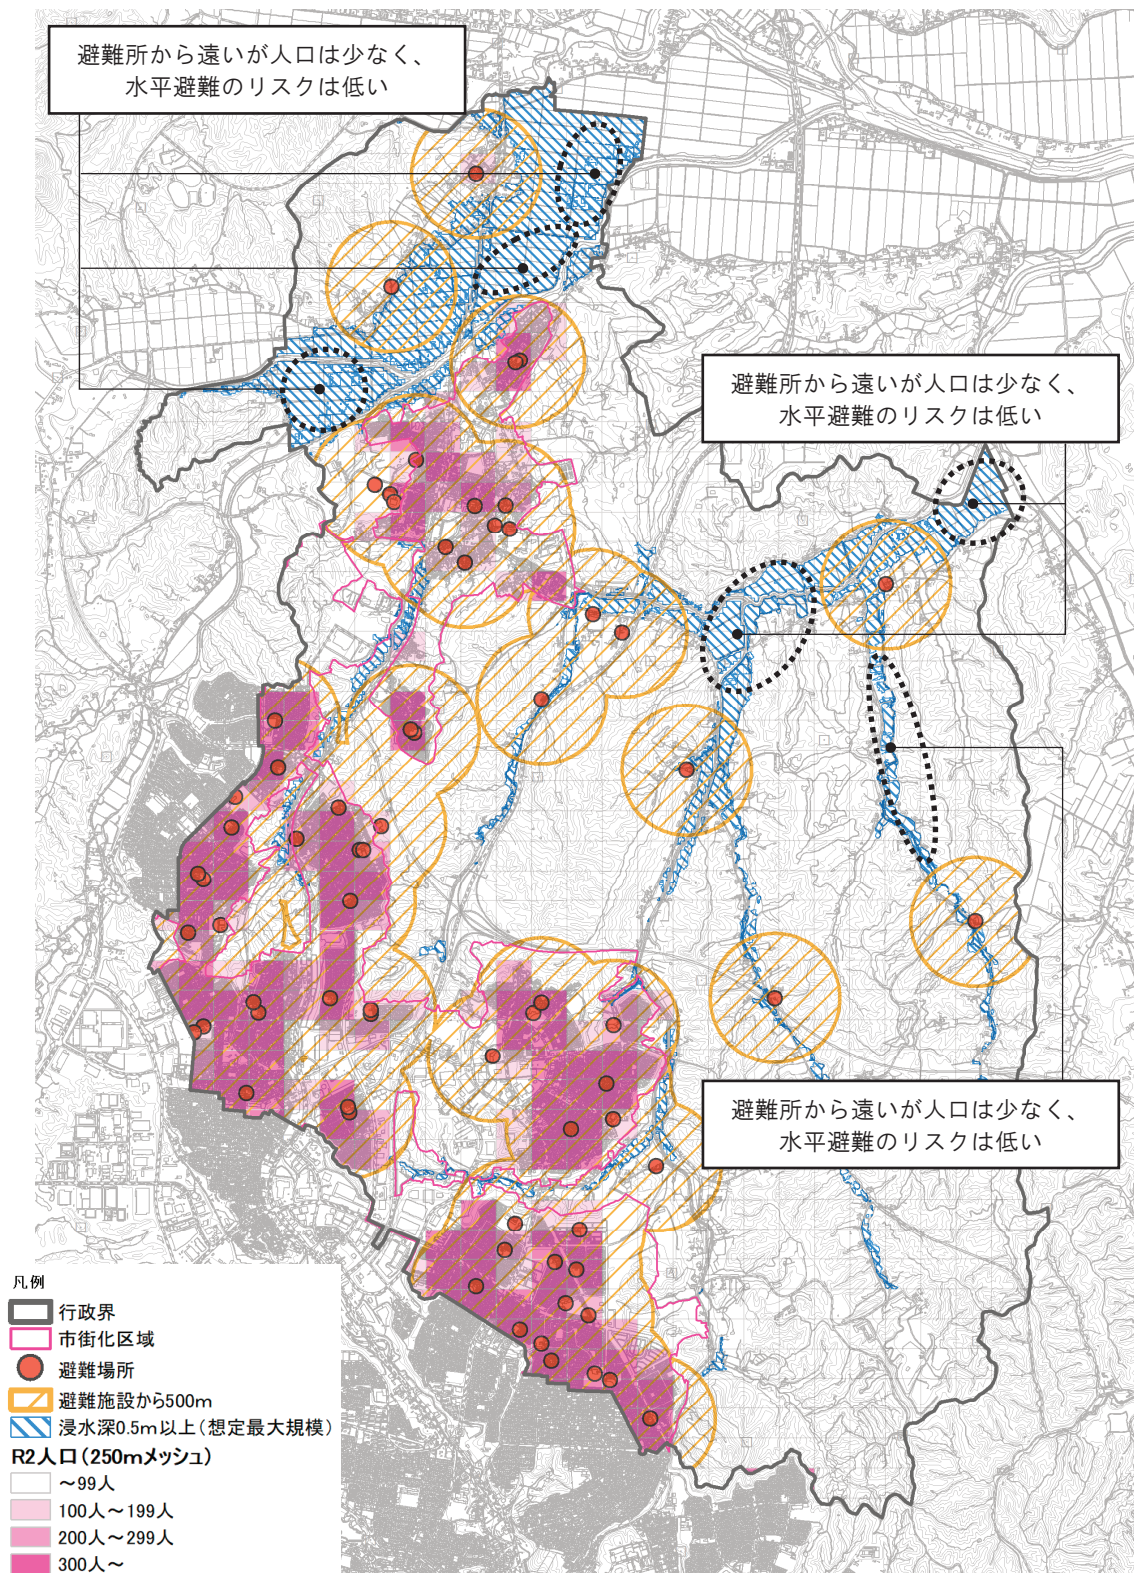 避難所から遠いが人口は少なく、
水平避難のリスクは低い
避難所から遠いが人口は少なく、
水平避難のリスクは低い
避難所から遠いが人口は少なく、
水平避難のリスクは低い
凡例
行政界
市街化区域
避難場所
避難施設から500m
浸水深0.5m以上(想定最大規模)
R2人口(250mメッシュ)
～99人
100人～199人
200人～299人
300人～